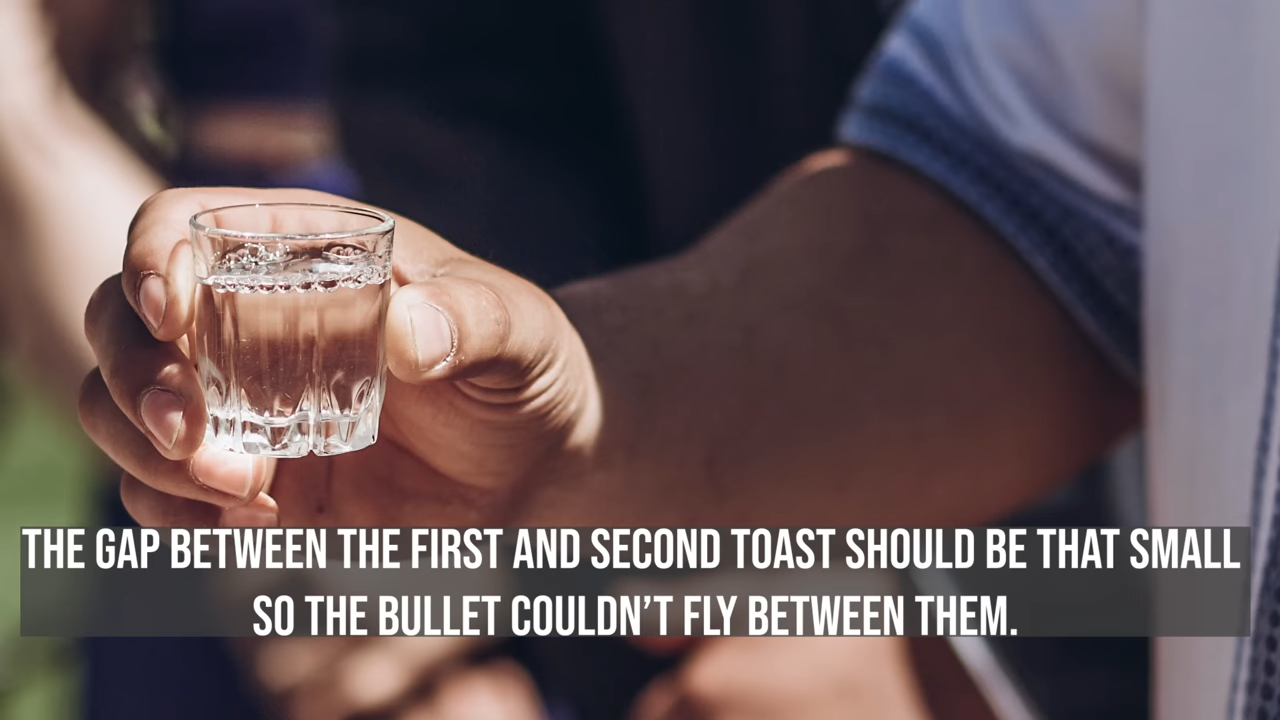 THE GAP BETWEEN THE FIRST AND SECOND TOAST SHOULD BE THAT SMALL
SO THE BULLET COULDN’T FLY BETWEEN THEM.